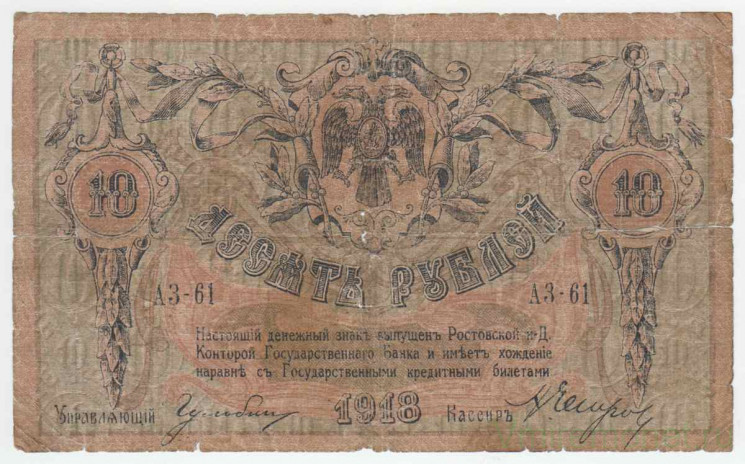 10 10
ДЕСЯТЬ РУБЛЕЙ
АЗ-61 АЗ-61
Настоящій денежный знакъ выпущенъ Ростовской н-Д.
Конторой Государственнаго Банка и имѣетъ хожденіе
наравнѣ съ Государственными кредитными билетами
Управляющій 1918 Кассиръ